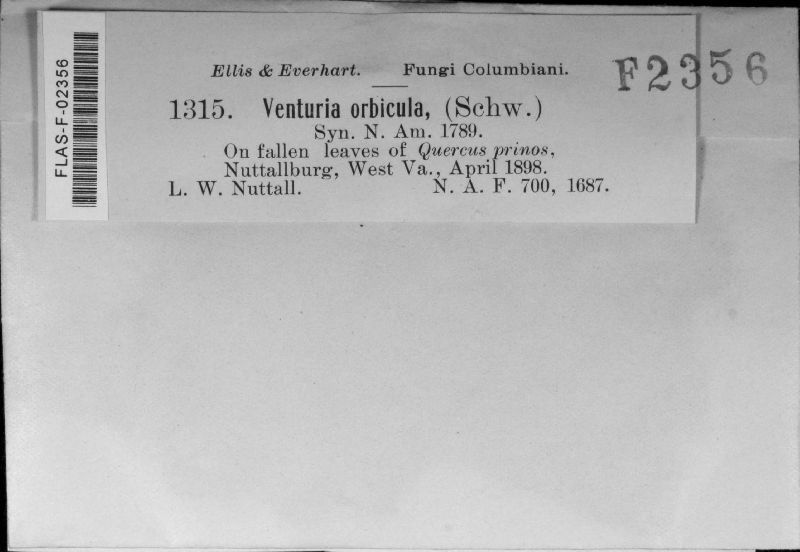 FLAS-F-02356
Ellis & Everhart. Fungi Columbiani.
F2356
1315. Venturia orbicula, (Schw.)
Syn. N. Am. 1789.
On fallen leaves of Quercus prinos,
Nuttallburg, West Va., April 1898.
L. W. Nuttall. N. A. F. 700, 1687.